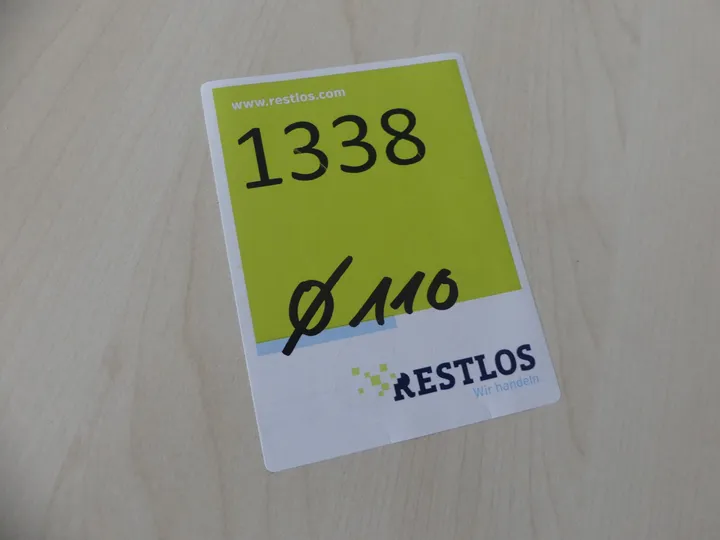 www.restlos.com
1338
Ø 110
RESTLOS
Wir handeln